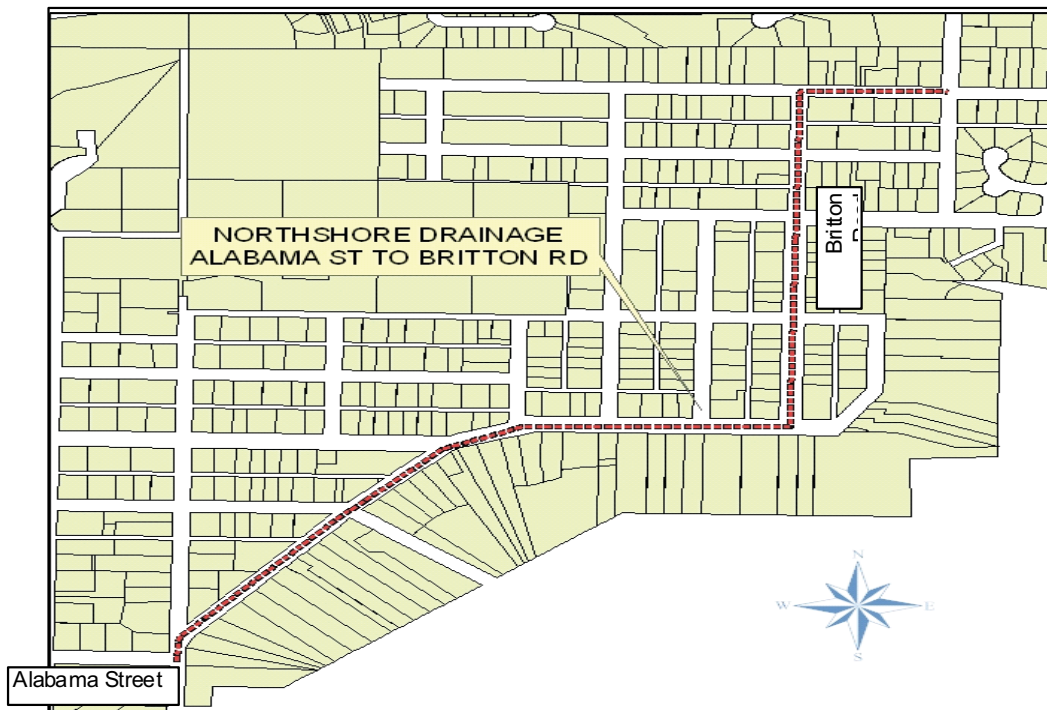 NORTHSHORE DRAINAGE
ALABAMA ST TO BRITTON RD
Britton
N
W
E
S
Alabama Street